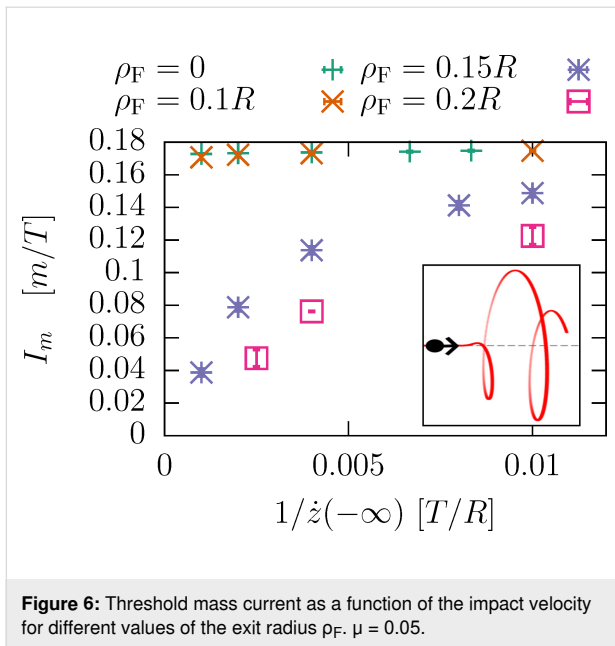 ρF = 0 ρF = 0.15R
ρF = 0.1R ρF = 0.2R
0.18
0.16
0.14
0.12
0.1
0.08
0.06
0.04
0.02
0
Im [m/T]
0 0.005 0.01
1/ż(−∞) [T/R]
Figure 6: Threshold mass current as a function of the impact velocity
for different values of the exit radius ρF. μ = 0.05.